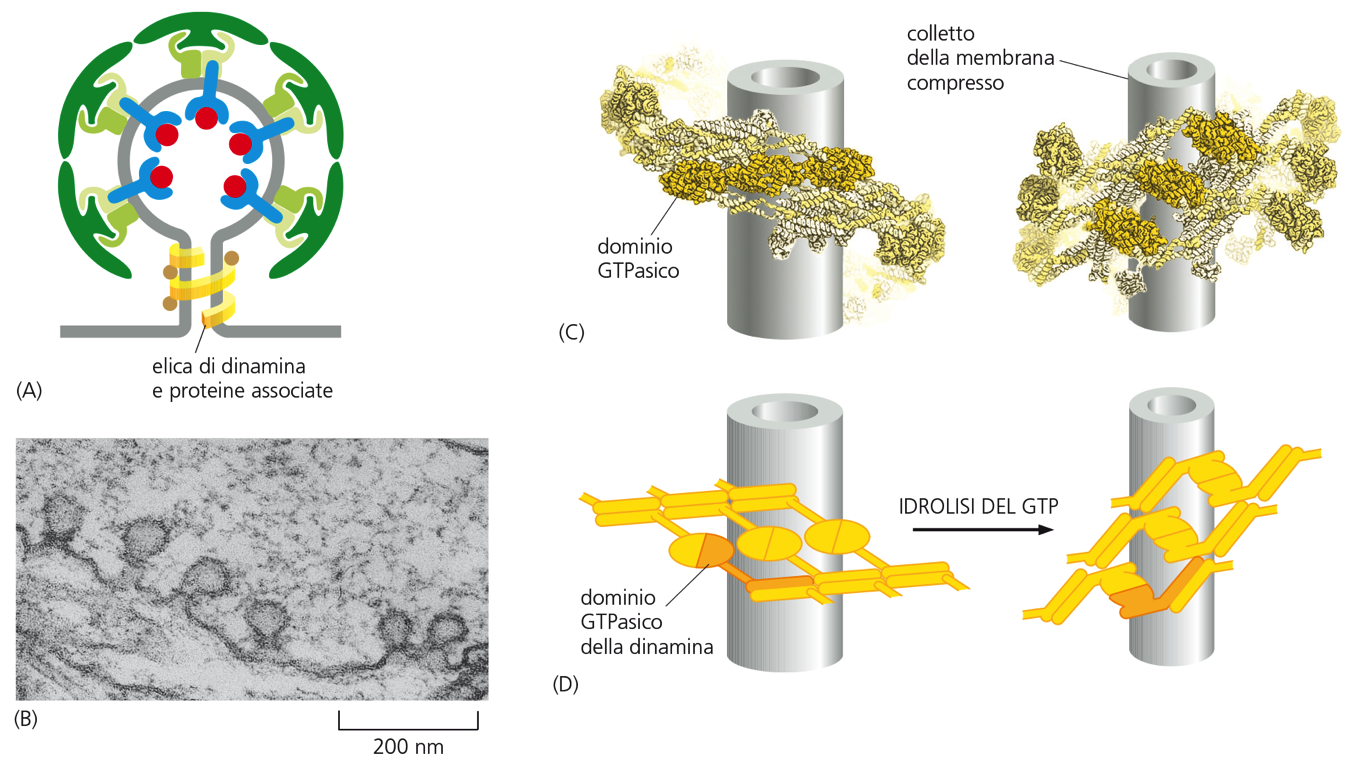 elica di dinamina
e proteine associate
(A)
(B)
200 nm
colletto
della membrana
compresso
dominio
GTPasico
(C)
IDROLISI DEL GTP
dominio
GTPasico
della dinamina
(D)